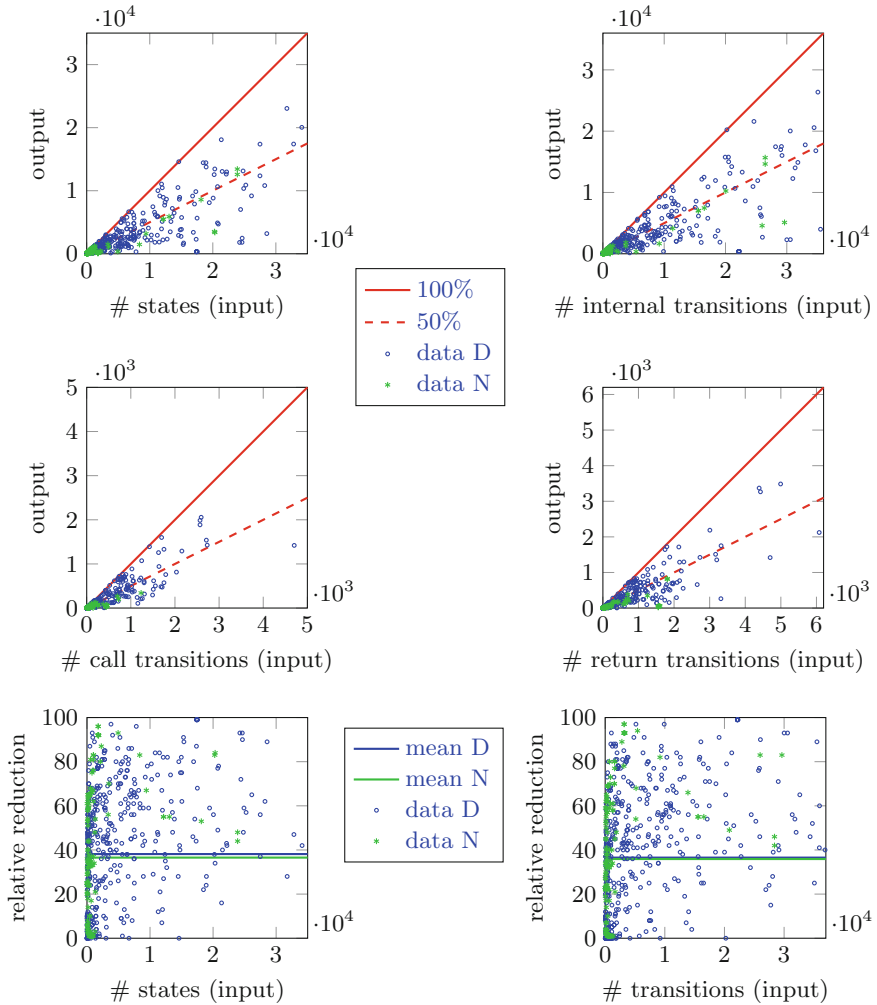 ·10⁴
3
2
1
0
output
0 1 2 3
·10⁴
# states (input)
·10⁴
3
2
1
0
output
0 1 2 3
·10⁴
# internal transitions (input)
100%
50%
data D
data N
·10³
5
4
3
2
1
0
output
0 1 2 3 4 5
·10³
# call transitions (input)
·10³
6
5
4
3
2
1
0
output
0 1 2 3 4 5 6
·10³
# return transitions (input)
100
80
60
40
20
0
relative reduction
0 1 2 3
·10⁴
# states (input)
mean D
mean N
data D
data N
100
80
60
40
20
0
relative reduction
0 1 2 3
·10⁴
# transitions (input)